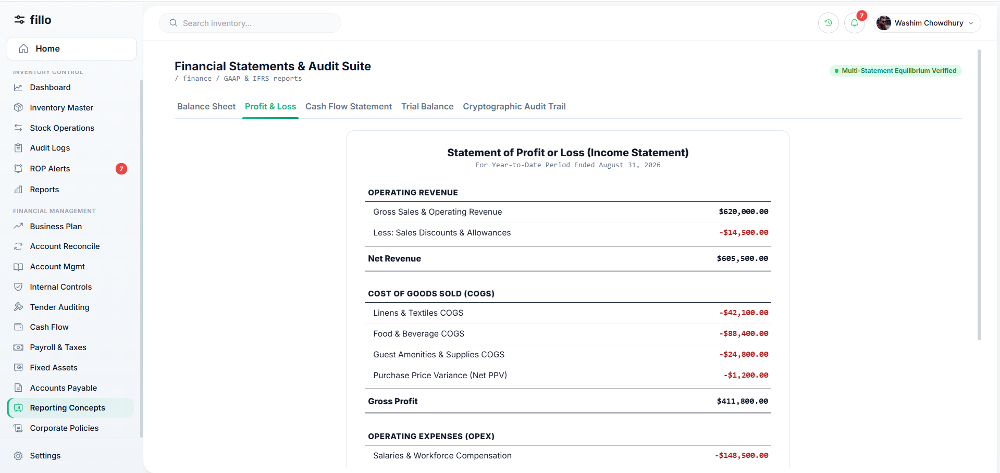 fillo
Search inventory...
7
Washim Chowdhury
Home
INVENTORY CONTROL
Dashboard
Inventory Master
Stock Operations
Audit Logs
ROP Alerts 7
Reports
FINANCIAL MANAGEMENT
Business Plan
Account Reconcile
Account Mgmt
Internal Controls
Tender Auditing
Cash Flow
Payroll & Taxes
Fixed Assets
Accounts Payable
Reporting Concepts
Corporate Policies
Settings
Financial Statements & Audit Suite
/ finance / GAAP & IFRS reports
Multi-Statement Equilibrium Verified
Balance Sheet Profit & Loss Cash Flow Statement Trial Balance Cryptographic Audit Trail
Statement of Profit or Loss (Income Statement)
For Year-to-Date Period Ended August 31, 2026
OPERATING REVENUE
Gross Sales & Operating Revenue $620,000.00
Less: Sales Discounts & Allowances -$14,500.00
Net Revenue $605,500.00
COST OF GOODS SOLD (COGS)
Linens & Textiles COGS -$42,100.00
Food & Beverage COGS -$88,400.00
Guest Amenities & Supplies COGS -$24,800.00
Purchase Price Variance (Net PPV) -$1,200.00
Gross Profit $411,800.00
OPERATING EXPENSES (OPEX)
Salaries & Workforce Compensation -$148,500.00